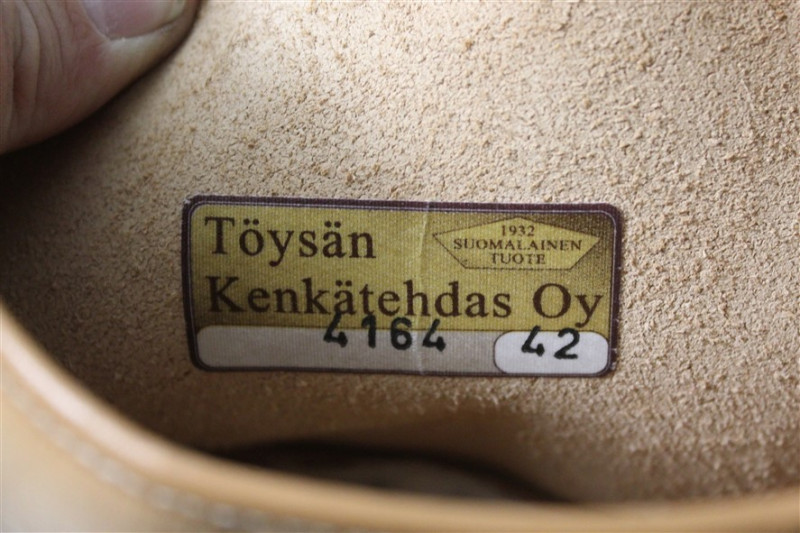 Töysän
1932
SUOMALAINEN
TUOTE
Kenkätehdas Oy
4164
42